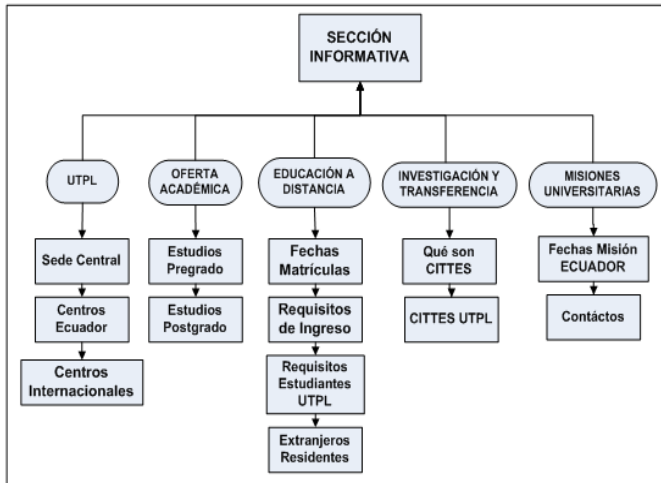 SECCIÓN
INFORMATIVA
UTPL
OFERTA
ACADÉMICA
EDUCACIÓN A
DISTANCIA
INVESTIGACIÓN Y
TRANSFERENCIA
MISIONES
UNIVERSITARIAS
Sede Central
Centros
Ecuador
Centros
Internacionales
Estudios
Pregrado
Estudios
Postgrado
Fechas
Matrículas
Requisitos
de Ingreso
Requisitos
Estudiantes
UTPL
Extranjeros
Residentes
Qué son
CITTES
CITTES UTPL
Fechas Misión
ECUADOR
Contáctos